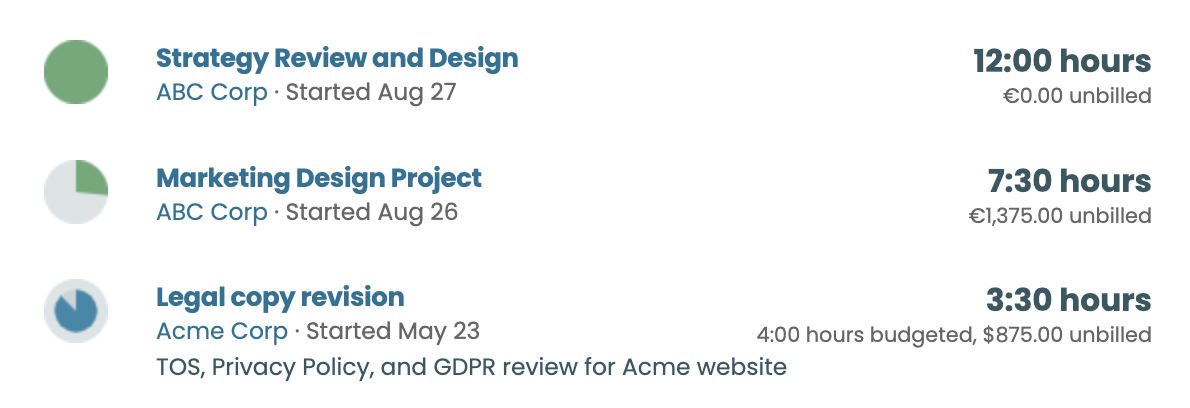 Strategy Review and Design
12:00 hours
ABC Corp · Started Aug 27
€0.00 unbilled
Marketing Design Project
7:30 hours
ABC Corp · Started Aug 26
€1,375.00 unbilled
Legal copy revision
3:30 hours
Acme Corp · Started May 23
4:00 hours budgeted, $875.00 unbilled
TOS, Privacy Policy, and GDPR review for Acme website